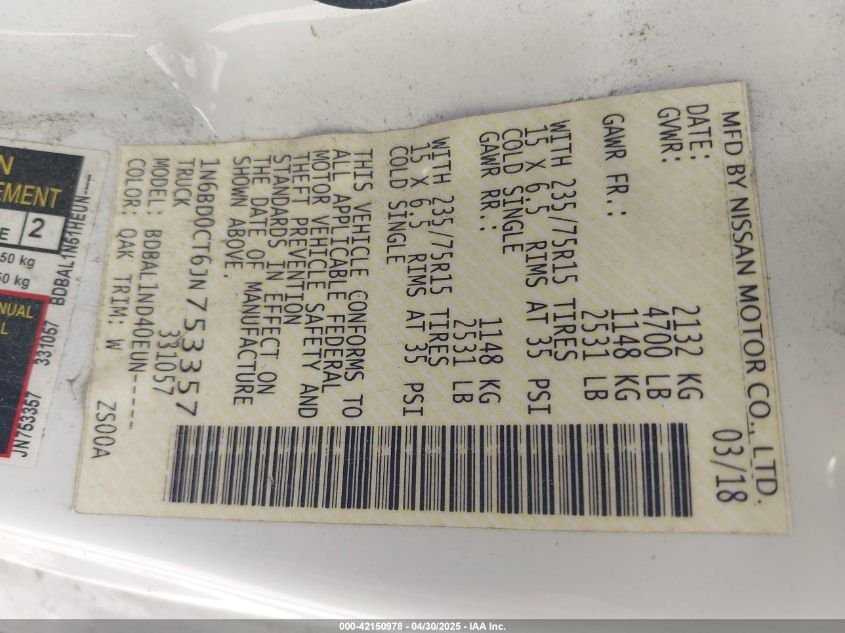 MFD BY NISSAN MOTOR CO., LTD.
DATE: 03/18
GVWR: 2132 KG
4700 LB
GAWR FR.: 1148 KG
2531 LB
WITH 235/75R15 TIRES
15 X 6.5 RIMS AT 35 PSI
COLD SINGLE
GAWR RR.: 1148 KG
2531 LB
WITH 235/75R15 TIRES
15 X 6.5 RIMS AT 35 PSI
COLD SINGLE
THIS VEHICLE CONFORMS TO
ALL APPLICABLE FEDERAL
MOTOR VEHICLE SAFETY AND
THEFT PREVENTION
STANDARDS IN EFFECT ON
THE DATE OF MANUFACTURE
SHOWN ABOVE.
1N6BD0CT6JN753357
TRUCK 331057
MODEL: BDBAL1ND4DEUN-----
COLOR: QAK TRIM: W ZS00A
N
EMENT
E 2
50 kg
50 kg
BDBAL1N51HEUN----
NUAL
L
331057
JN753357
000-42150978 - 04/30/2025 - IAA Inc.